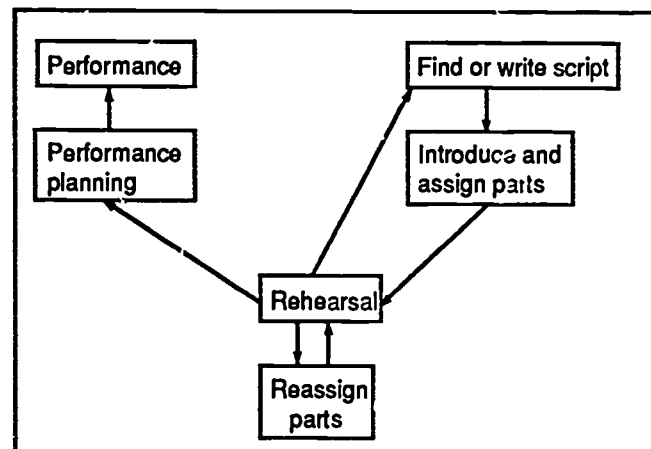 Performance
Find or write script
Performance
planning
Introduce and
assign parts
Rehearsal
Reassign
parts